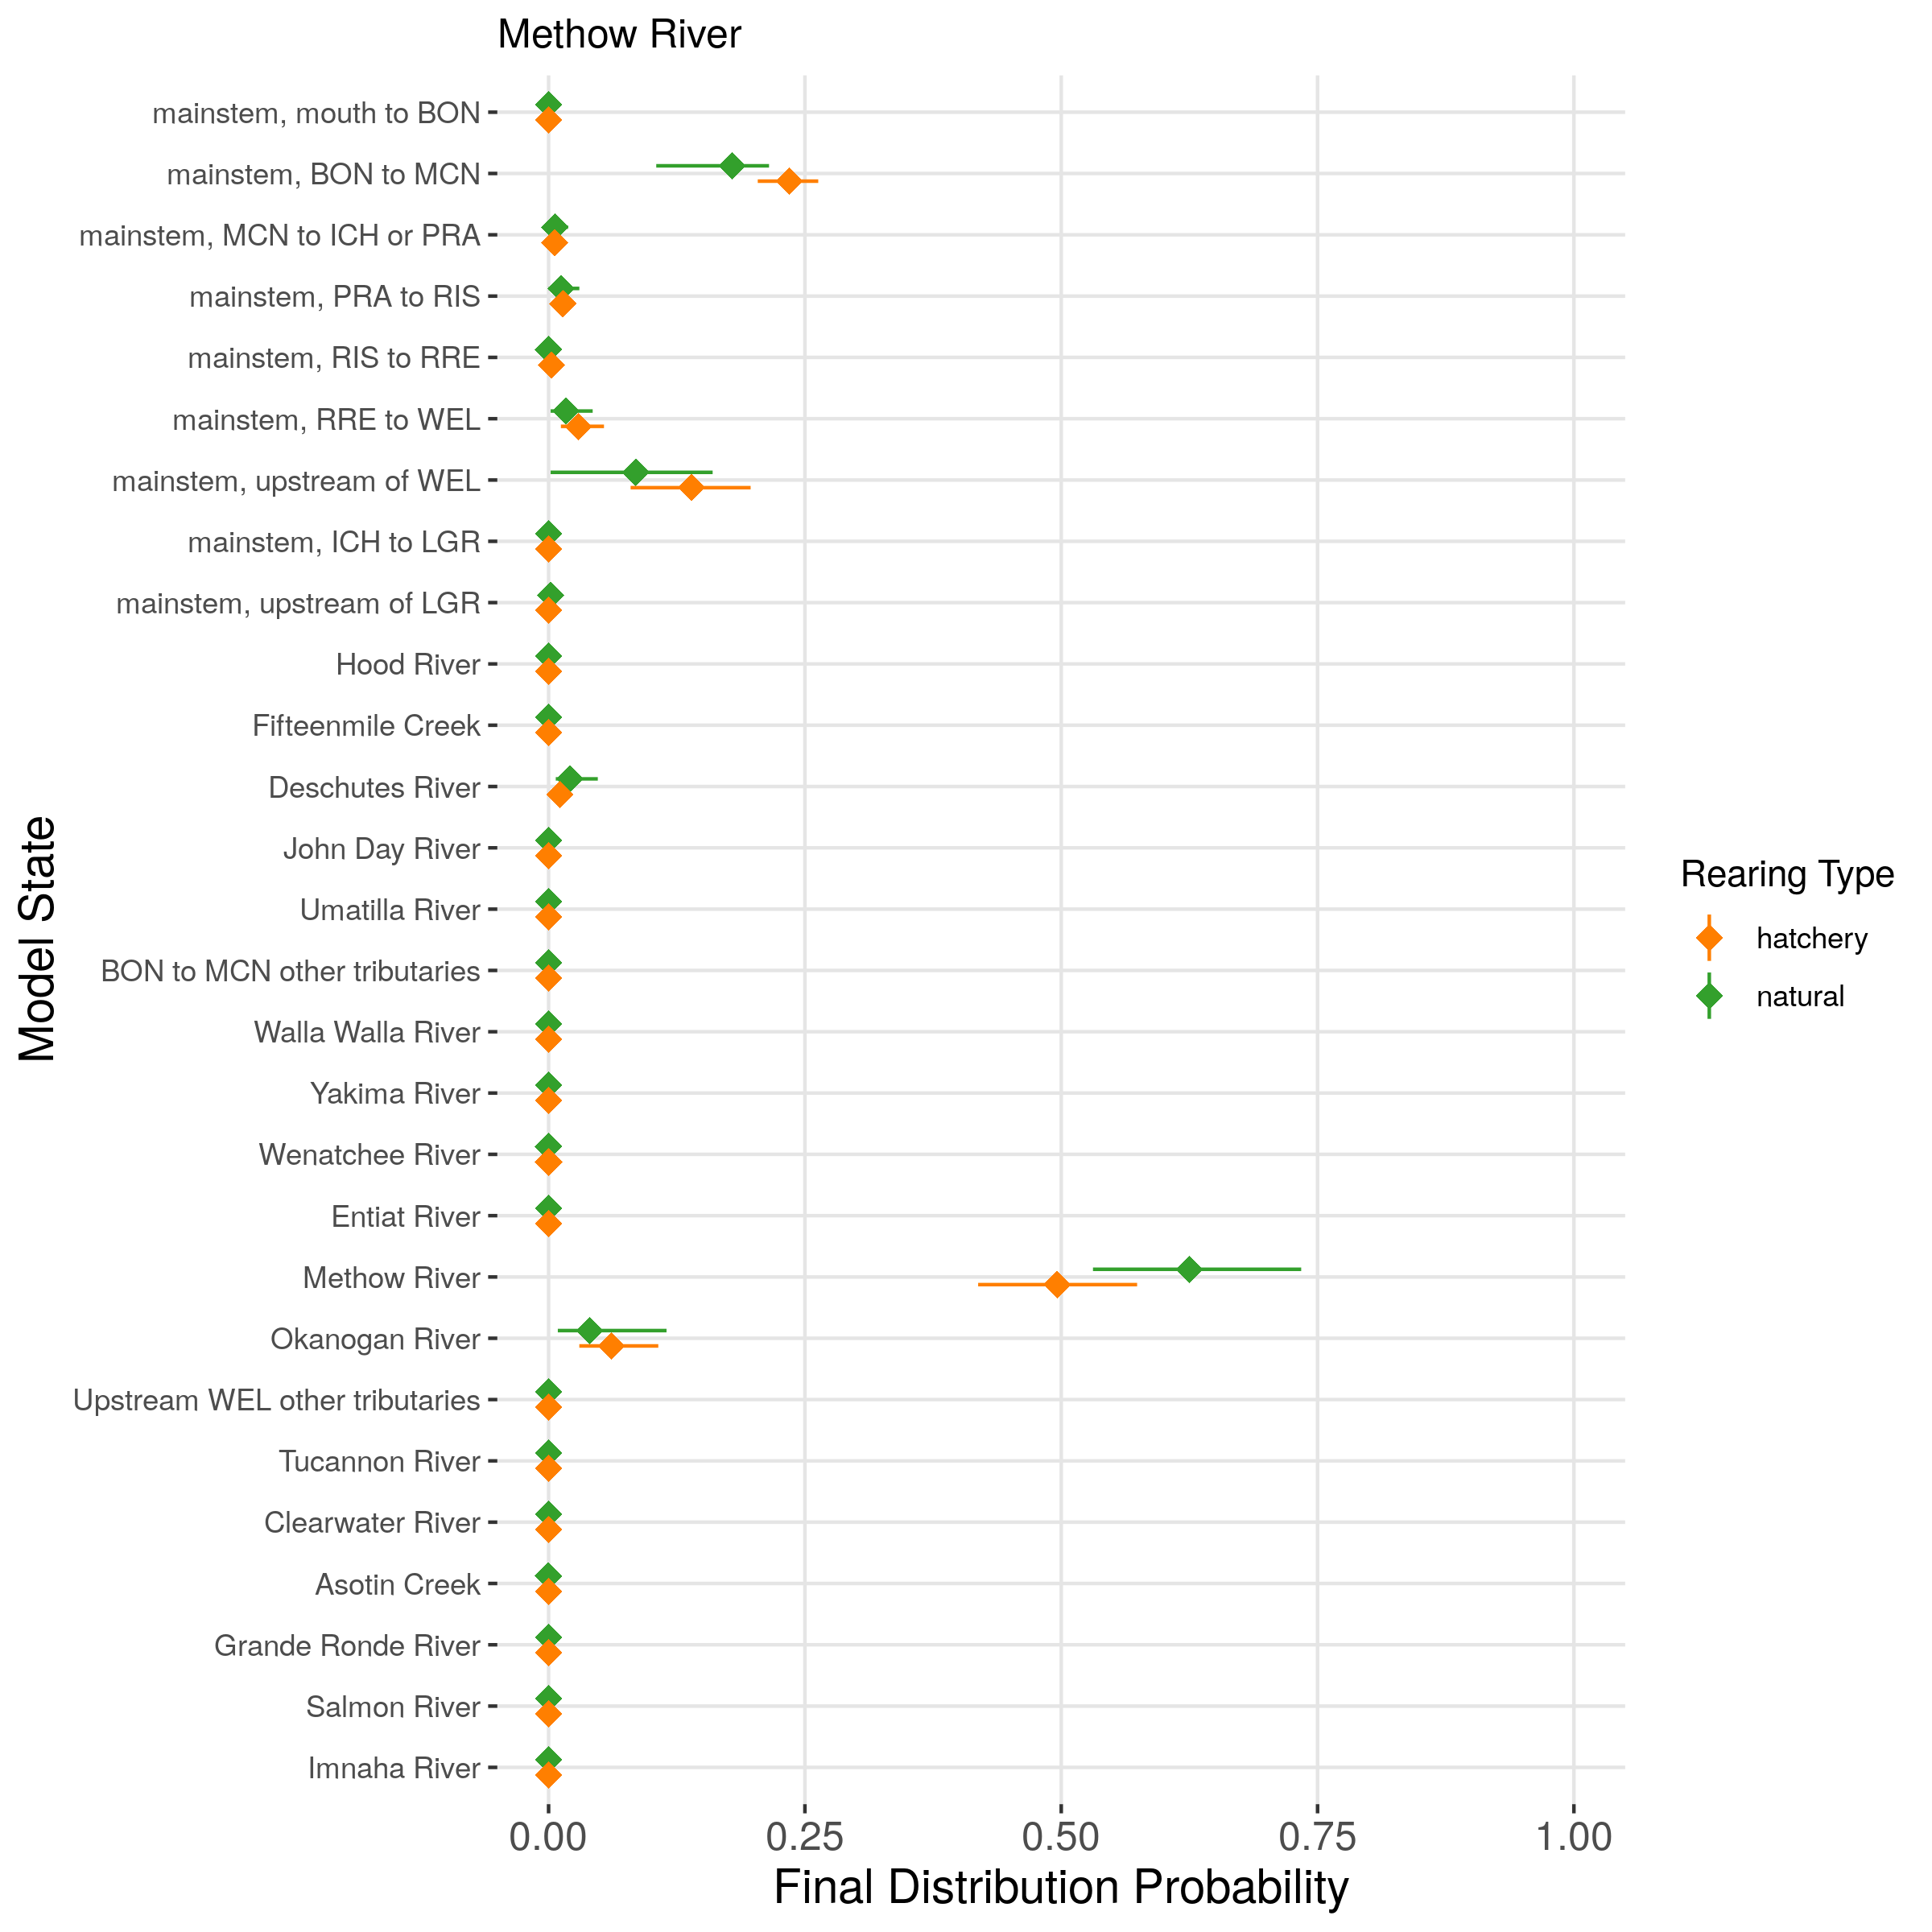 Methow River
mainstem, mouth to BON
mainstem, BON to MCN
mainstem, MCN to ICH or PRA
mainstem, PRA to RIS
mainstem, RIS to RRE
mainstem, RRE to WEL
mainstem, upstream of WEL
mainstem, ICH to LGR
mainstem, upstream of LGR
Hood River
Fifteenmile Creek
Deschutes River
John Day River
Umatilla River
BON to MCN other tributaries
Walla Walla River
Yakima River
Wenatchee River
Entiat River
Methow River
Okanogan River
Upstream WEL other tributaries
Tucannon River
Clearwater River
Asotin Creek
Grande Ronde River
Salmon River
Imnaha River
Model State
0.00 0.25 0.50 0.75 1.00
Final Distribution Probability
Rearing Type
hatchery
natural